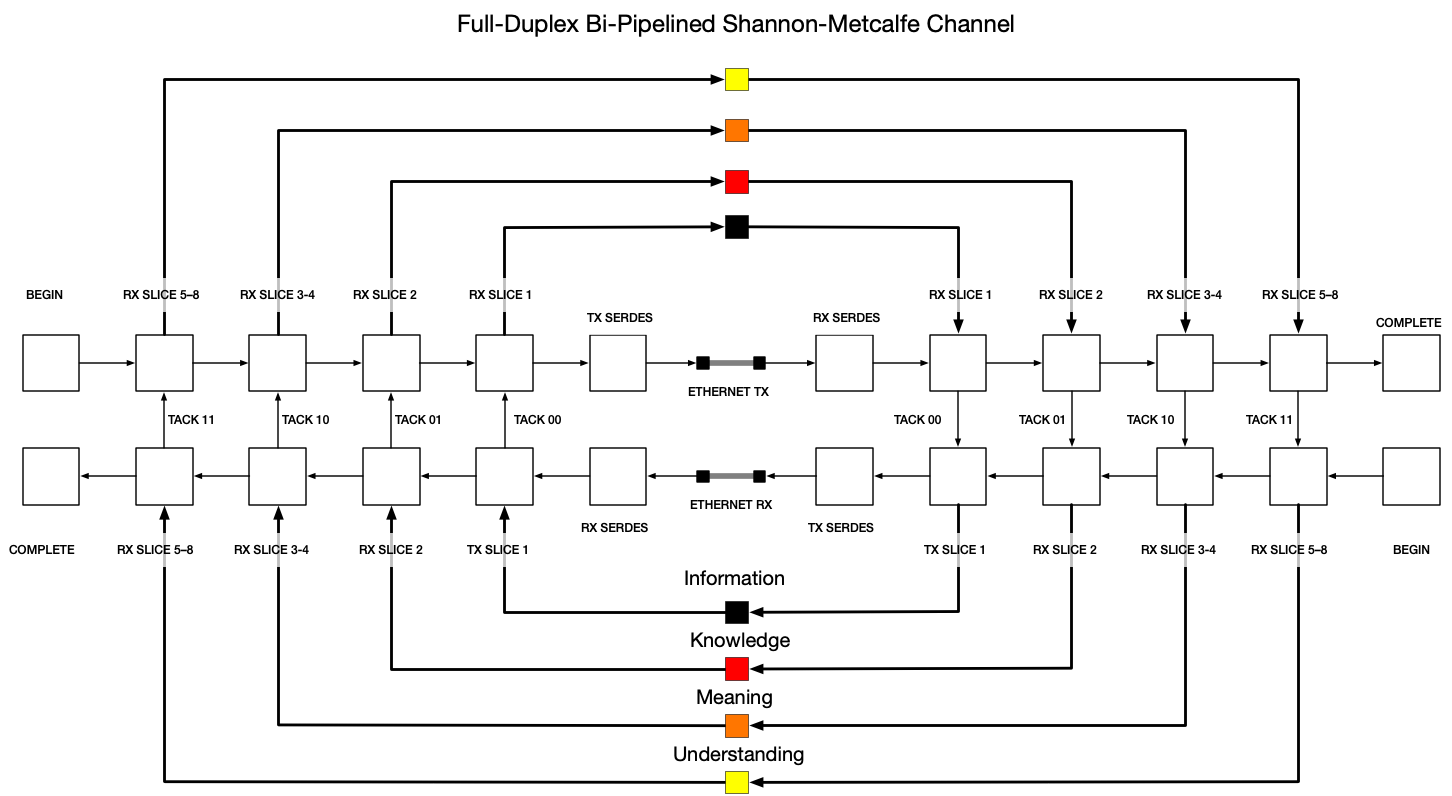 Full-Duplex Bi-Pipelined Shannon-Metcalfe Channel
BEGIN
RX SLICE 5–8
RX SLICE 3-4
RX SLICE 2
RX SLICE 1
TX SERDES
RX SERDES
RX SLICE 1
RX SLICE 2
RX SLICE 3-4
RX SLICE 5–8
COMPLETE
ETHERNET TX
TACK 11
TACK 10
TACK 01
TACK 00
TACK 00
TACK 01
TACK 10
TACK 11
ETHERNET RX
RX SERDES
TX SERDES
COMPLETE
RX SLICE 5–8
RX SLICE 3-4
RX SLICE 2
TX SLICE 1
TX SLICE 1
RX SLICE 2
RX SLICE 3-4
RX SLICE 5–8
BEGIN
Information
Knowledge
Meaning
Understanding